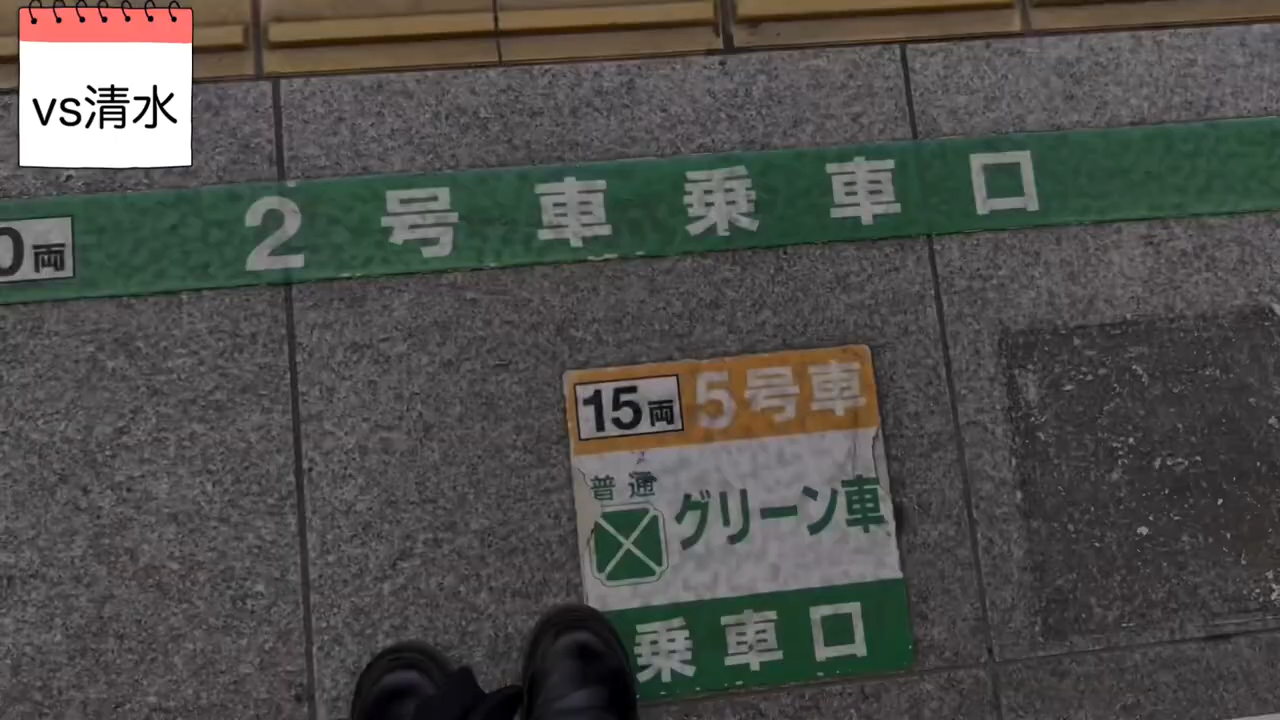 vs清水
0両
2号車乗車口
15両 5号車
普通
グリーン車
乗車口